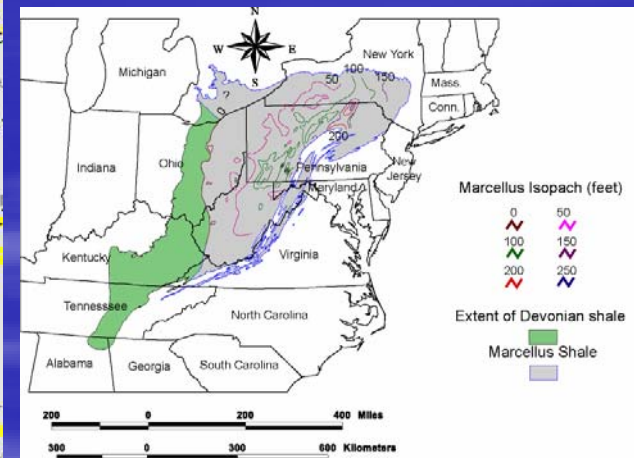 N
W E
S
New York
Michigan
50 100 150
Mass.
Conn.
0 ?
Ohio
200
Indiana
Pennsylvania
New Jersey
Maryland
Marcellus Isopach (feet)
0 50
100 150
200 250
Kentucky
Virginia
Tennesssee
North Carolina
Extent of Devonian shale
Marcellus Shale
Alabama
Georgia
South Carolina
200 0 200 400 Miles
300 0 300 600 Kilometers